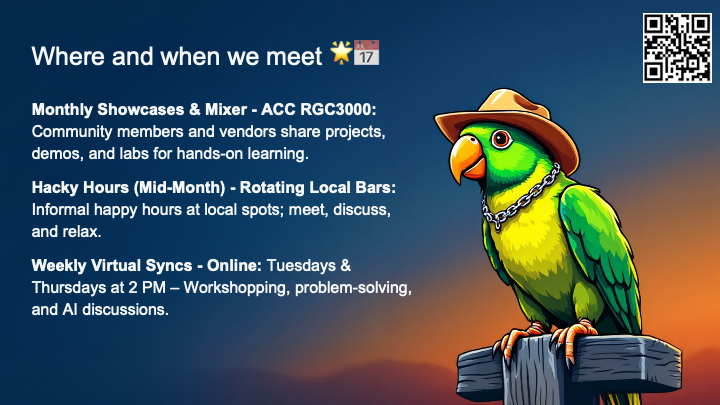 Where and when we meet 🌟📅
Monthly Showcases & Mixer - ACC RGC3000:
Community members and vendors share projects,
demos, and labs for hands-on learning.
Hacky Hours (Mid-Month) - Rotating Local Bars:
Informal happy hours at local spots; meet, discuss,
and relax.
Weekly Virtual Syncs - Online: Tuesdays &
Thursdays at 2 PM – Workshopping, problem-solving,
and AI discussions.